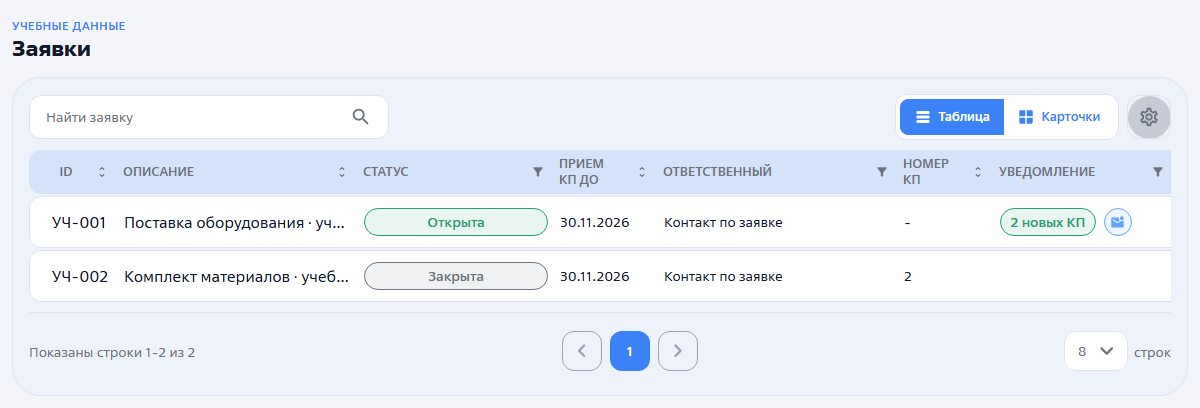 УЧЕБНЫЕ ДАННЫЕ
Заявки
Найти заявку
Таблица
Карточки
ID
ОПИСАНИЕ
СТАТУС
ПРИЕМ
КП ДО
ОТВЕТСТВЕННЫЙ
НОМЕР
КП
УВЕДОМЛЕНИЕ
УЧ-001 Поставка оборудования · уч... Открыта 30.11.2026 Контакт по заявке - 2 новых КП
УЧ-002 Комплект материалов · учеб... Закрыта 30.11.2026 Контакт по заявке 2
Показаны строки 1-2 из 2
1
8 строк